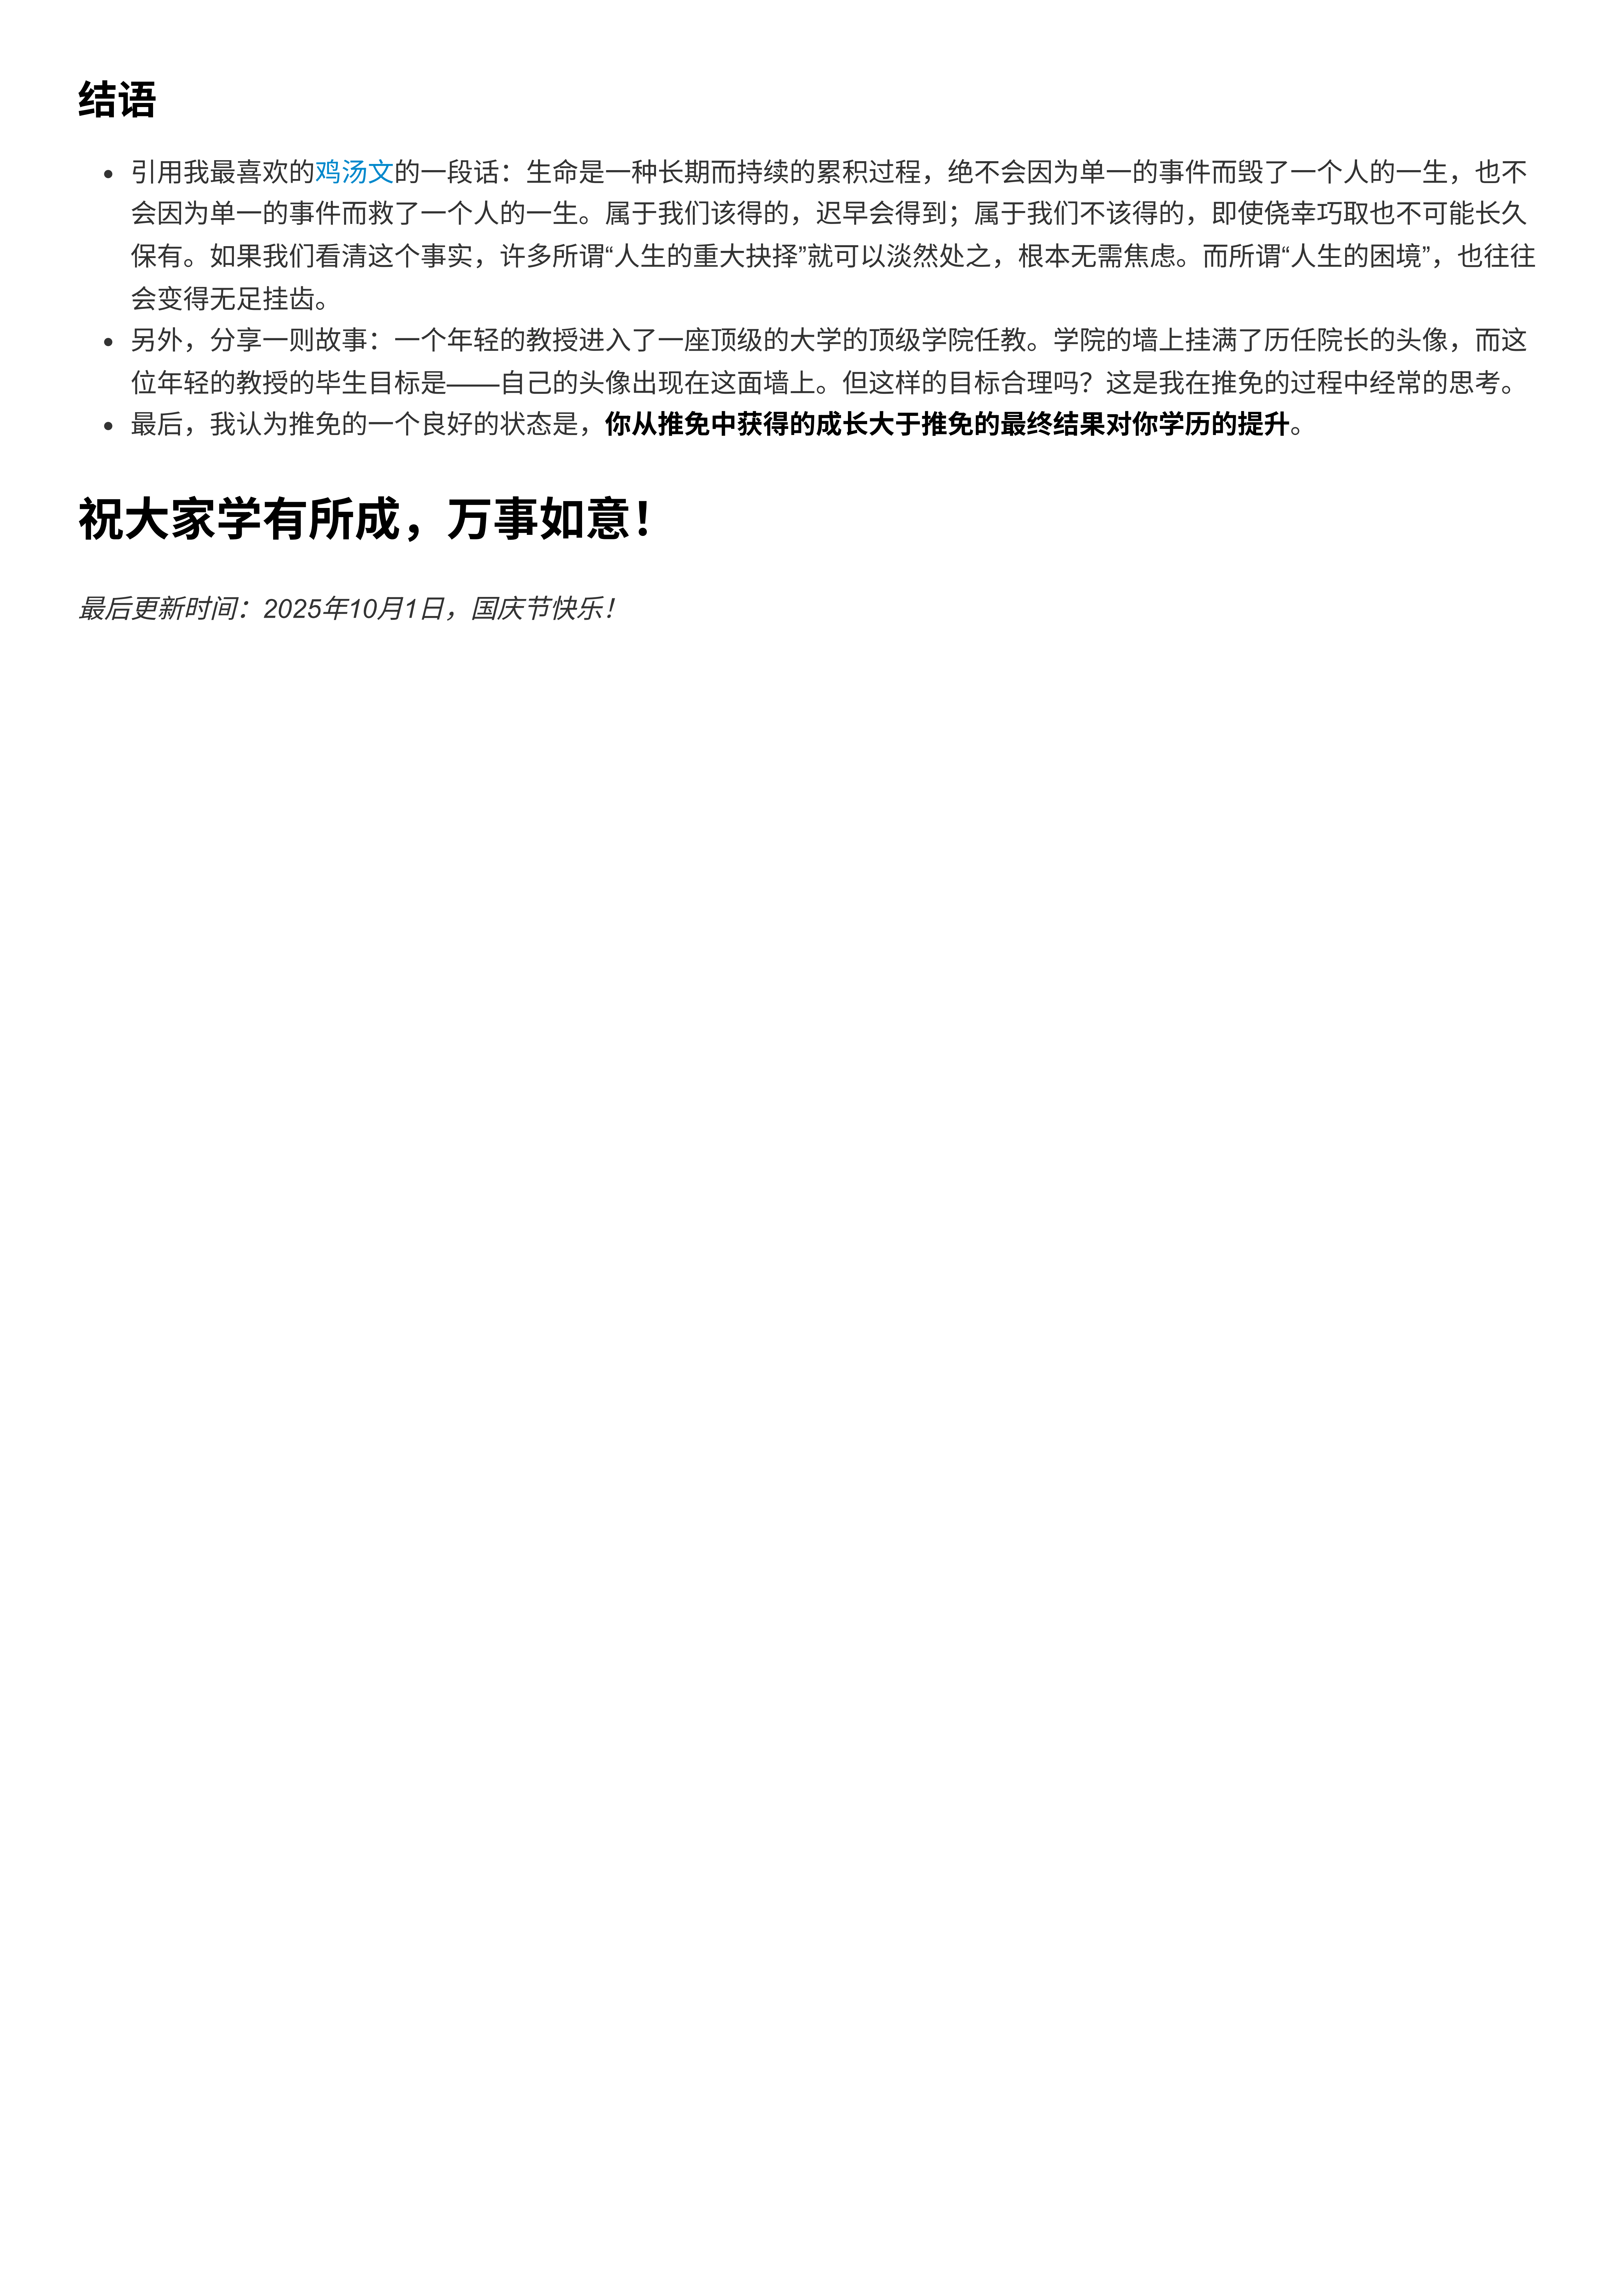 结语
引用我最喜欢的鸡汤文的一段话：生命是一种长期而持续的累积过程，绝不会因为单一的事件而毁了一个人的一生，也不
会因为单一的事件而救了一个人的一生。属于我们该得的，迟早会得到；属于我们不该得的，即使侥幸巧取也不可能长久
保有。如果我们看清这个事实，许多所谓“人生的重大抉择”就可以淡然处之，根本无需焦虑。而所谓“人生的困境”，也往往
会变得无足挂齿。
另外，分享一则故事：一个年轻的教授进入了一座顶级的大学的顶级学院任教。学院的墙上挂满了历任院长的头像，而这
位年轻的教授的毕生目标是——自己的头像出现在这面墙上。但这样的目标合理吗？这是我在推免的过程中经常的思考。
最后，我认为推免的一个良好的状态是，你从推免中获得的成长大于推免的最终结果对你学历的提升。
祝大家学有所成，万事如意！
最后更新时间：2025年10月1日，国庆节快乐！